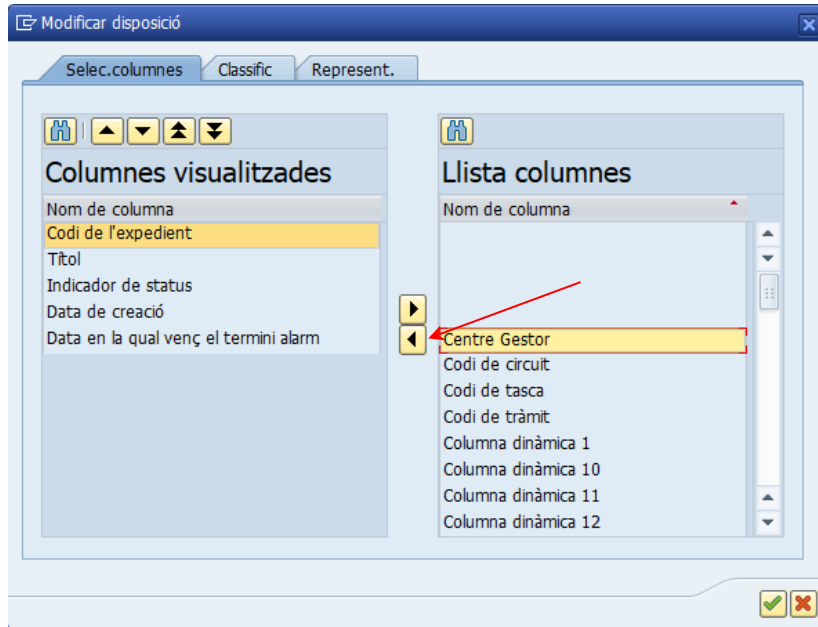 Modificar disposició
Selec.columnes Classific Represent.
Columnes visualitzades
Nom de columna
Codi de l'expedient
Títol
Indicador de status
Data de creació
Data en la qual venç el termini alarm
Llista columnes
Nom de columna
Centre Gestor
Codi de circuit
Codi de tasca
Codi de tràmit
Columna dinàmica 1
Columna dinàmica 10
Columna dinàmica 11
Columna dinàmica 12